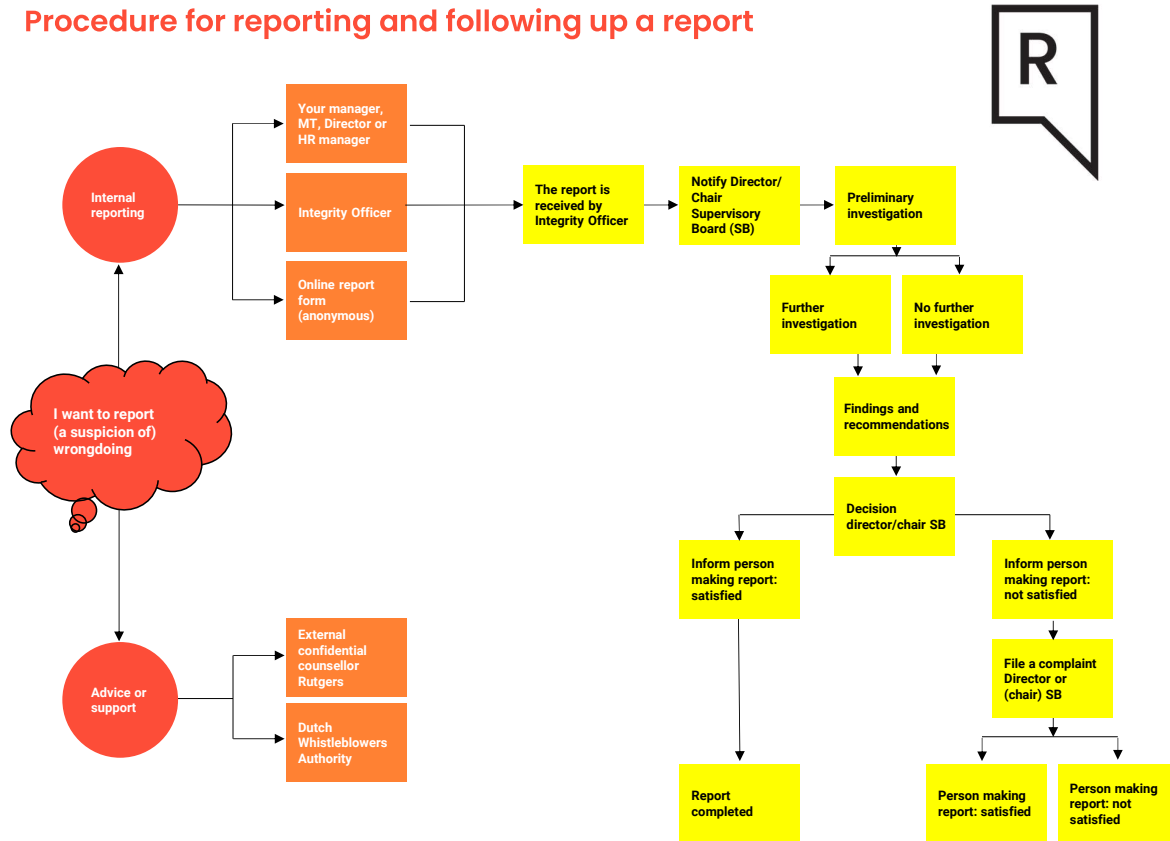 Procedure for reporting and following up a report
R
Your manager,
MT, Director or
HR manager
Internal
reporting
Integrity Officer
Online report
form
(anonymous)
The report is
received by
Integrity Officer
Notify Director/
Chair
Supervisory
Board (SB)
Preliminary
investigation
Further
investigation
No further
investigation
Findings and
recommendations
Decision
director/chair SB
Inform person
making report:
satisfied
Inform person
making report:
not satisfied
File a complaint
Director or
(chair) SB
Report
completed
Person making
report: satisfied
Person making
report: not
satisfied
I want to report
(a suspicion of)
wrongdoing
Advice or
support
External
confidential
counsellor
Rutgers
Dutch
Whistleblowers
Authority